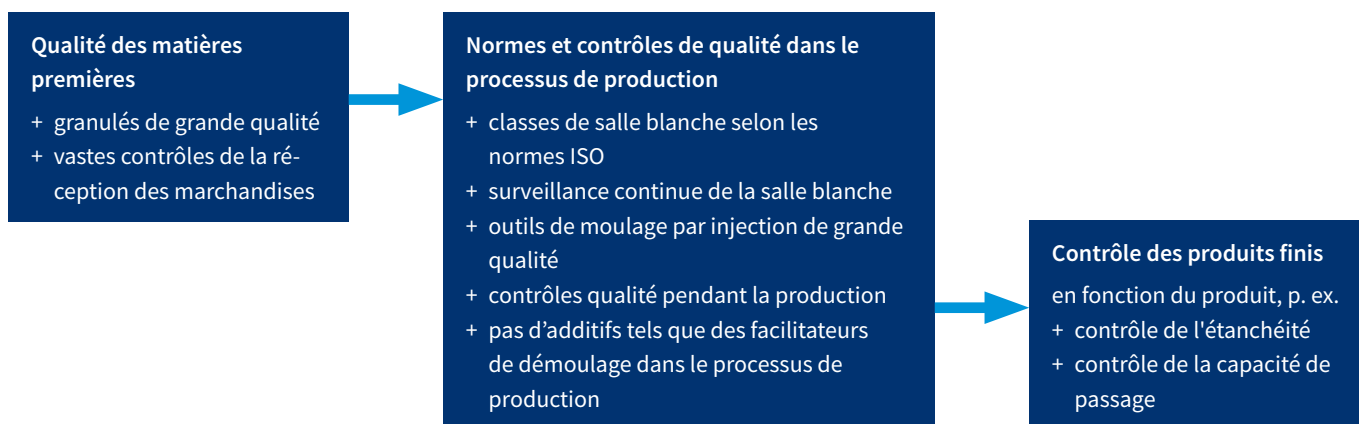 Qualité des matières
premières
+ granulés de grande qualité
+ vastes contrôles de la ré-
ception des marchandises
Normes et contrôles de qualité dans le
processus de production
+ classes de salle blanche selon les
normes ISO
+ surveillance continue de la salle blanche
+ outils de moulage par injection de grande
qualité
+ contrôles qualité pendant la production
+ pas d’additifs tels que des facilitateurs
de démoulage dans le processus de
production
Contrôle des produits finis
en fonction du produit, p. ex.
+ contrôle de l'étanchéité
+ contrôle de la capacité de
passage